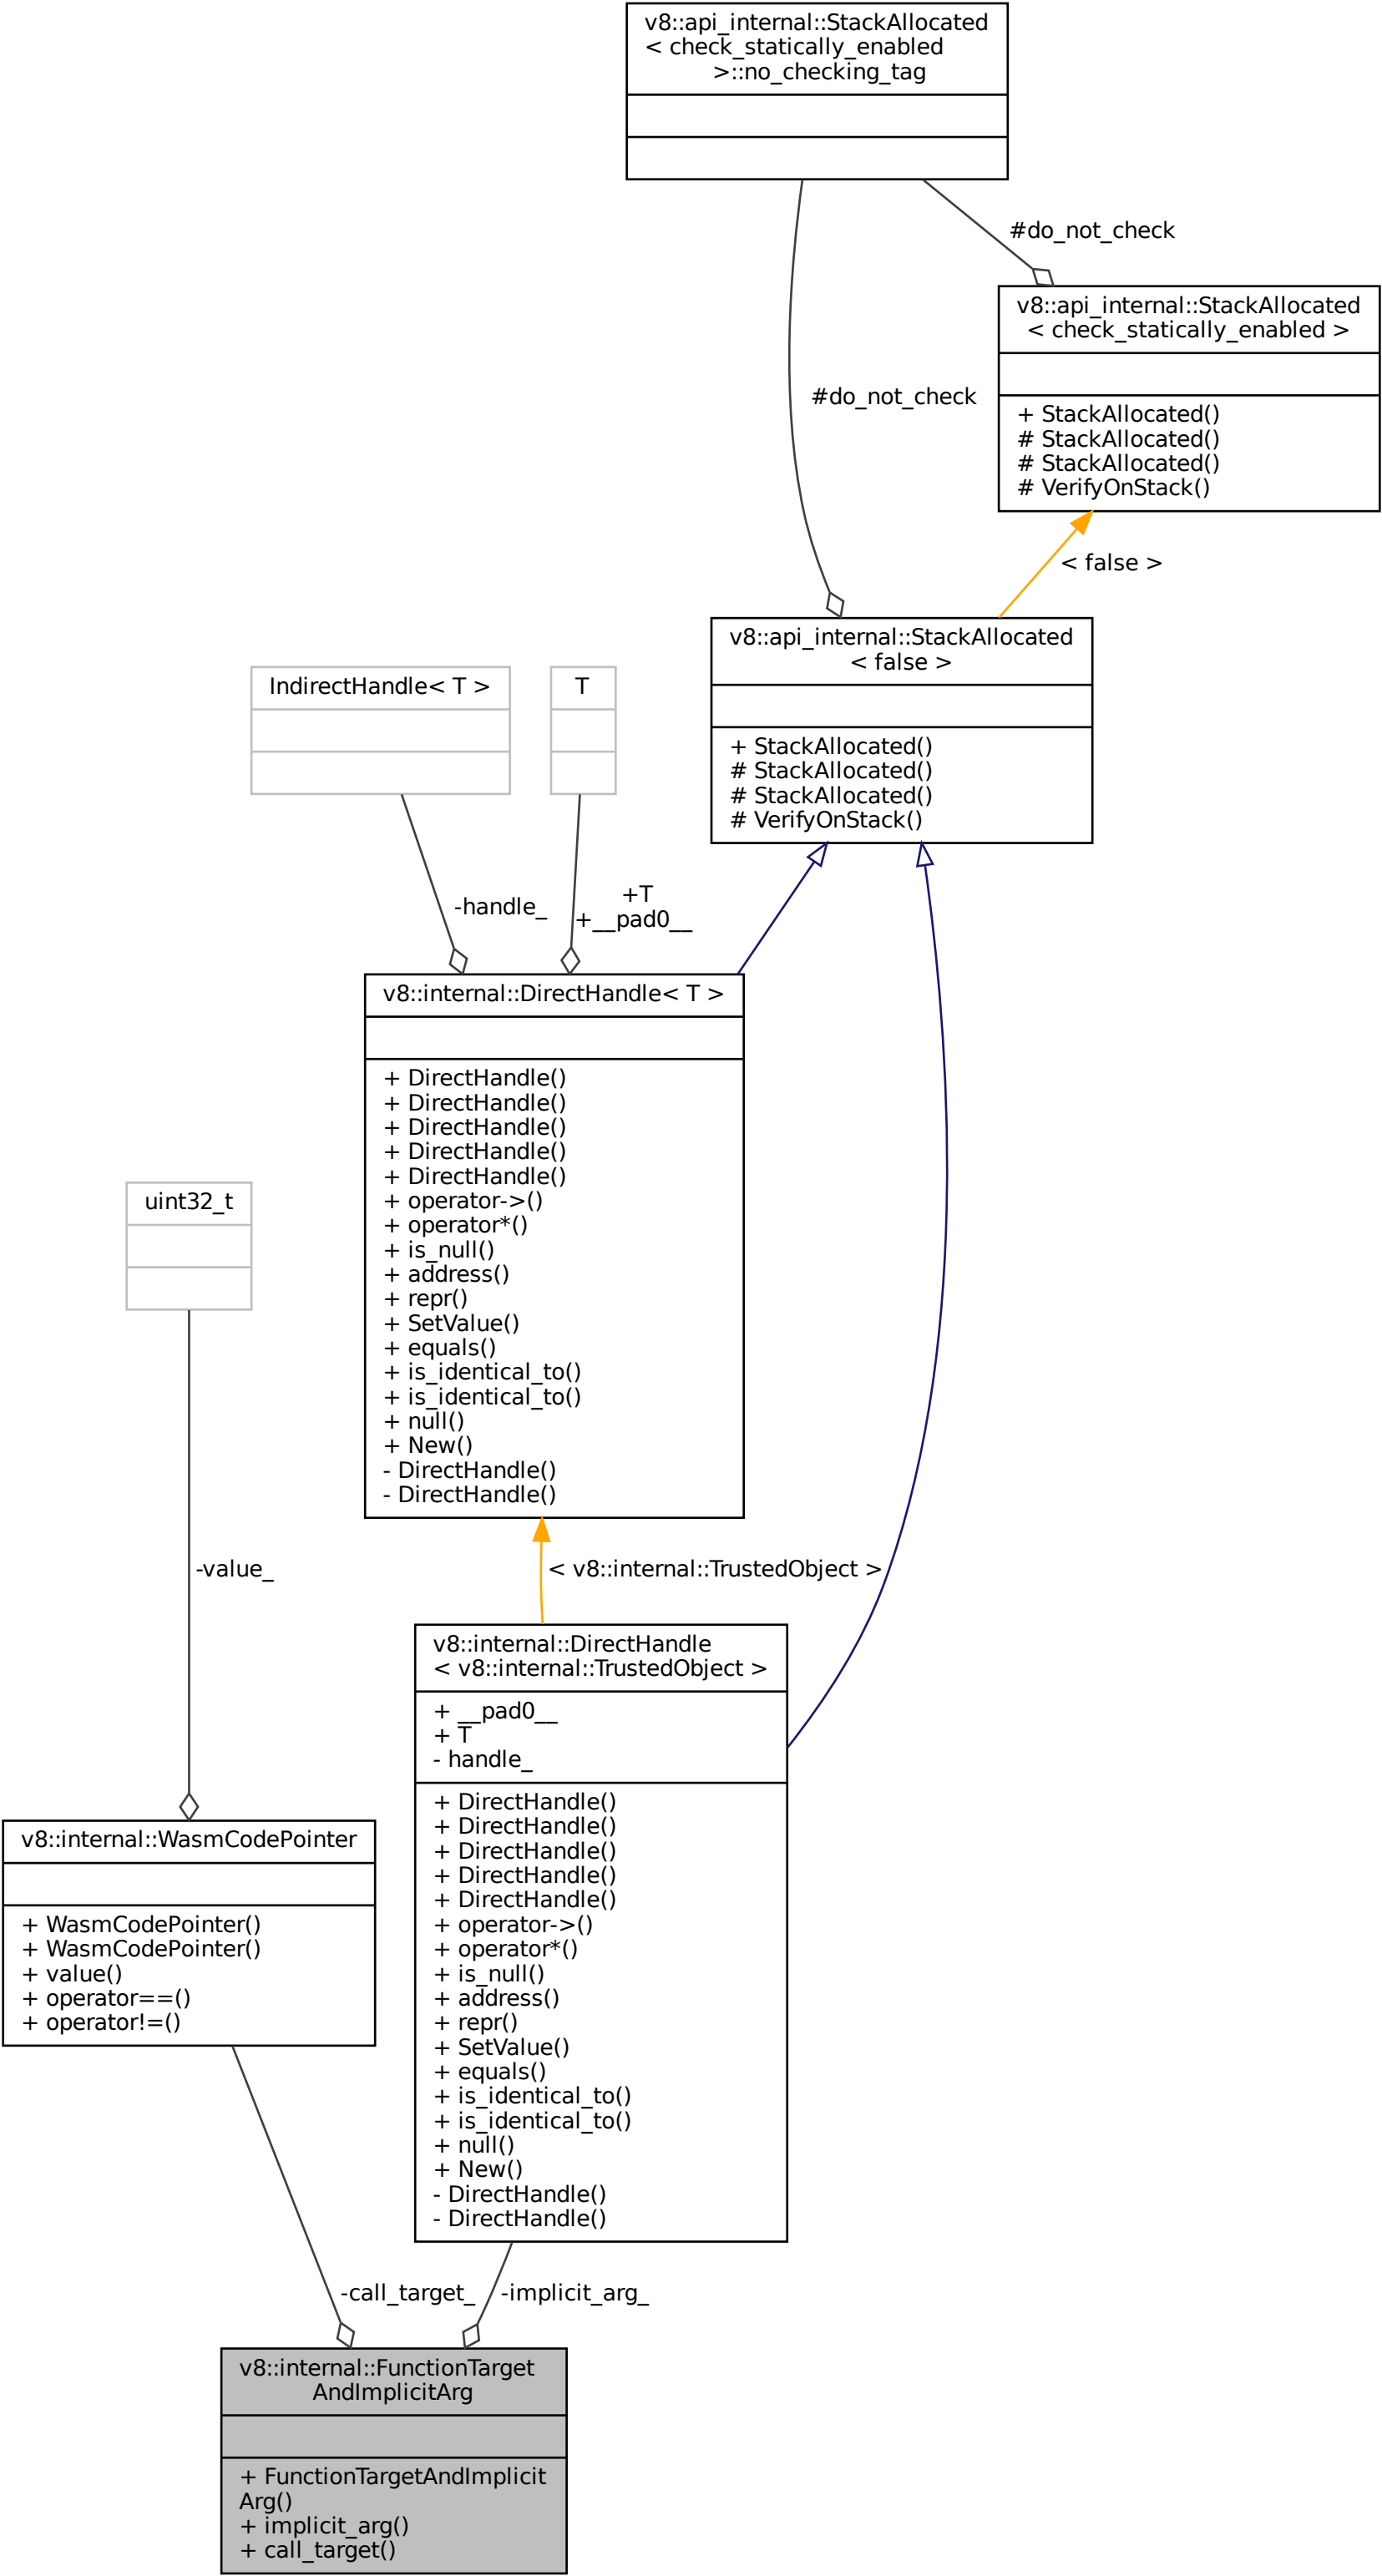 v8::api_internal::StackAllocated
< check_statically_enabled
>::no_checking_tag
#do_not_check
v8::api_internal::StackAllocated
< check_statically_enabled >
#do_not_check
+ StackAllocated()
# StackAllocated()
# StackAllocated()
# VerifyOnStack()
< false >
v8::api_internal::StackAllocated
< false >
IndirectHandle< T >
T
+ StackAllocated()
# StackAllocated()
# StackAllocated()
# VerifyOnStack()
-handle_
+T
+__pad0__
v8::internal::DirectHandle< T >
+ DirectHandle()
+ DirectHandle()
+ DirectHandle()
+ DirectHandle()
+ DirectHandle()
+ operator->()
+ operator*()
+ is_null()
+ address()
+ repr()
+ SetValue()
+ equals()
+ is_identical_to()
+ is_identical_to()
+ null()
+ New()
- DirectHandle()
- DirectHandle()
uint32_t
-value_
< v8::internal::TrustedObject >
v8::internal::DirectHandle
< v8::internal::TrustedObject >
+ __pad0__
+ T
- handle_
+ DirectHandle()
+ DirectHandle()
+ DirectHandle()
+ DirectHandle()
+ DirectHandle()
+ operator->()
+ operator*()
+ is_null()
+ address()
+ repr()
+ SetValue()
+ equals()
+ is_identical_to()
+ is_identical_to()
+ null()
+ New()
- DirectHandle()
- DirectHandle()
v8::internal::WasmCodePointer
+ WasmCodePointer()
+ WasmCodePointer()
+ value()
+ operator==()
+ operator!=()
-call_target_
-implicit_arg_
v8::internal::FunctionTarget
AndImplicitArg
+ FunctionTargetAndImplicit
Arg()
+ implicit_arg()
+ call_target()